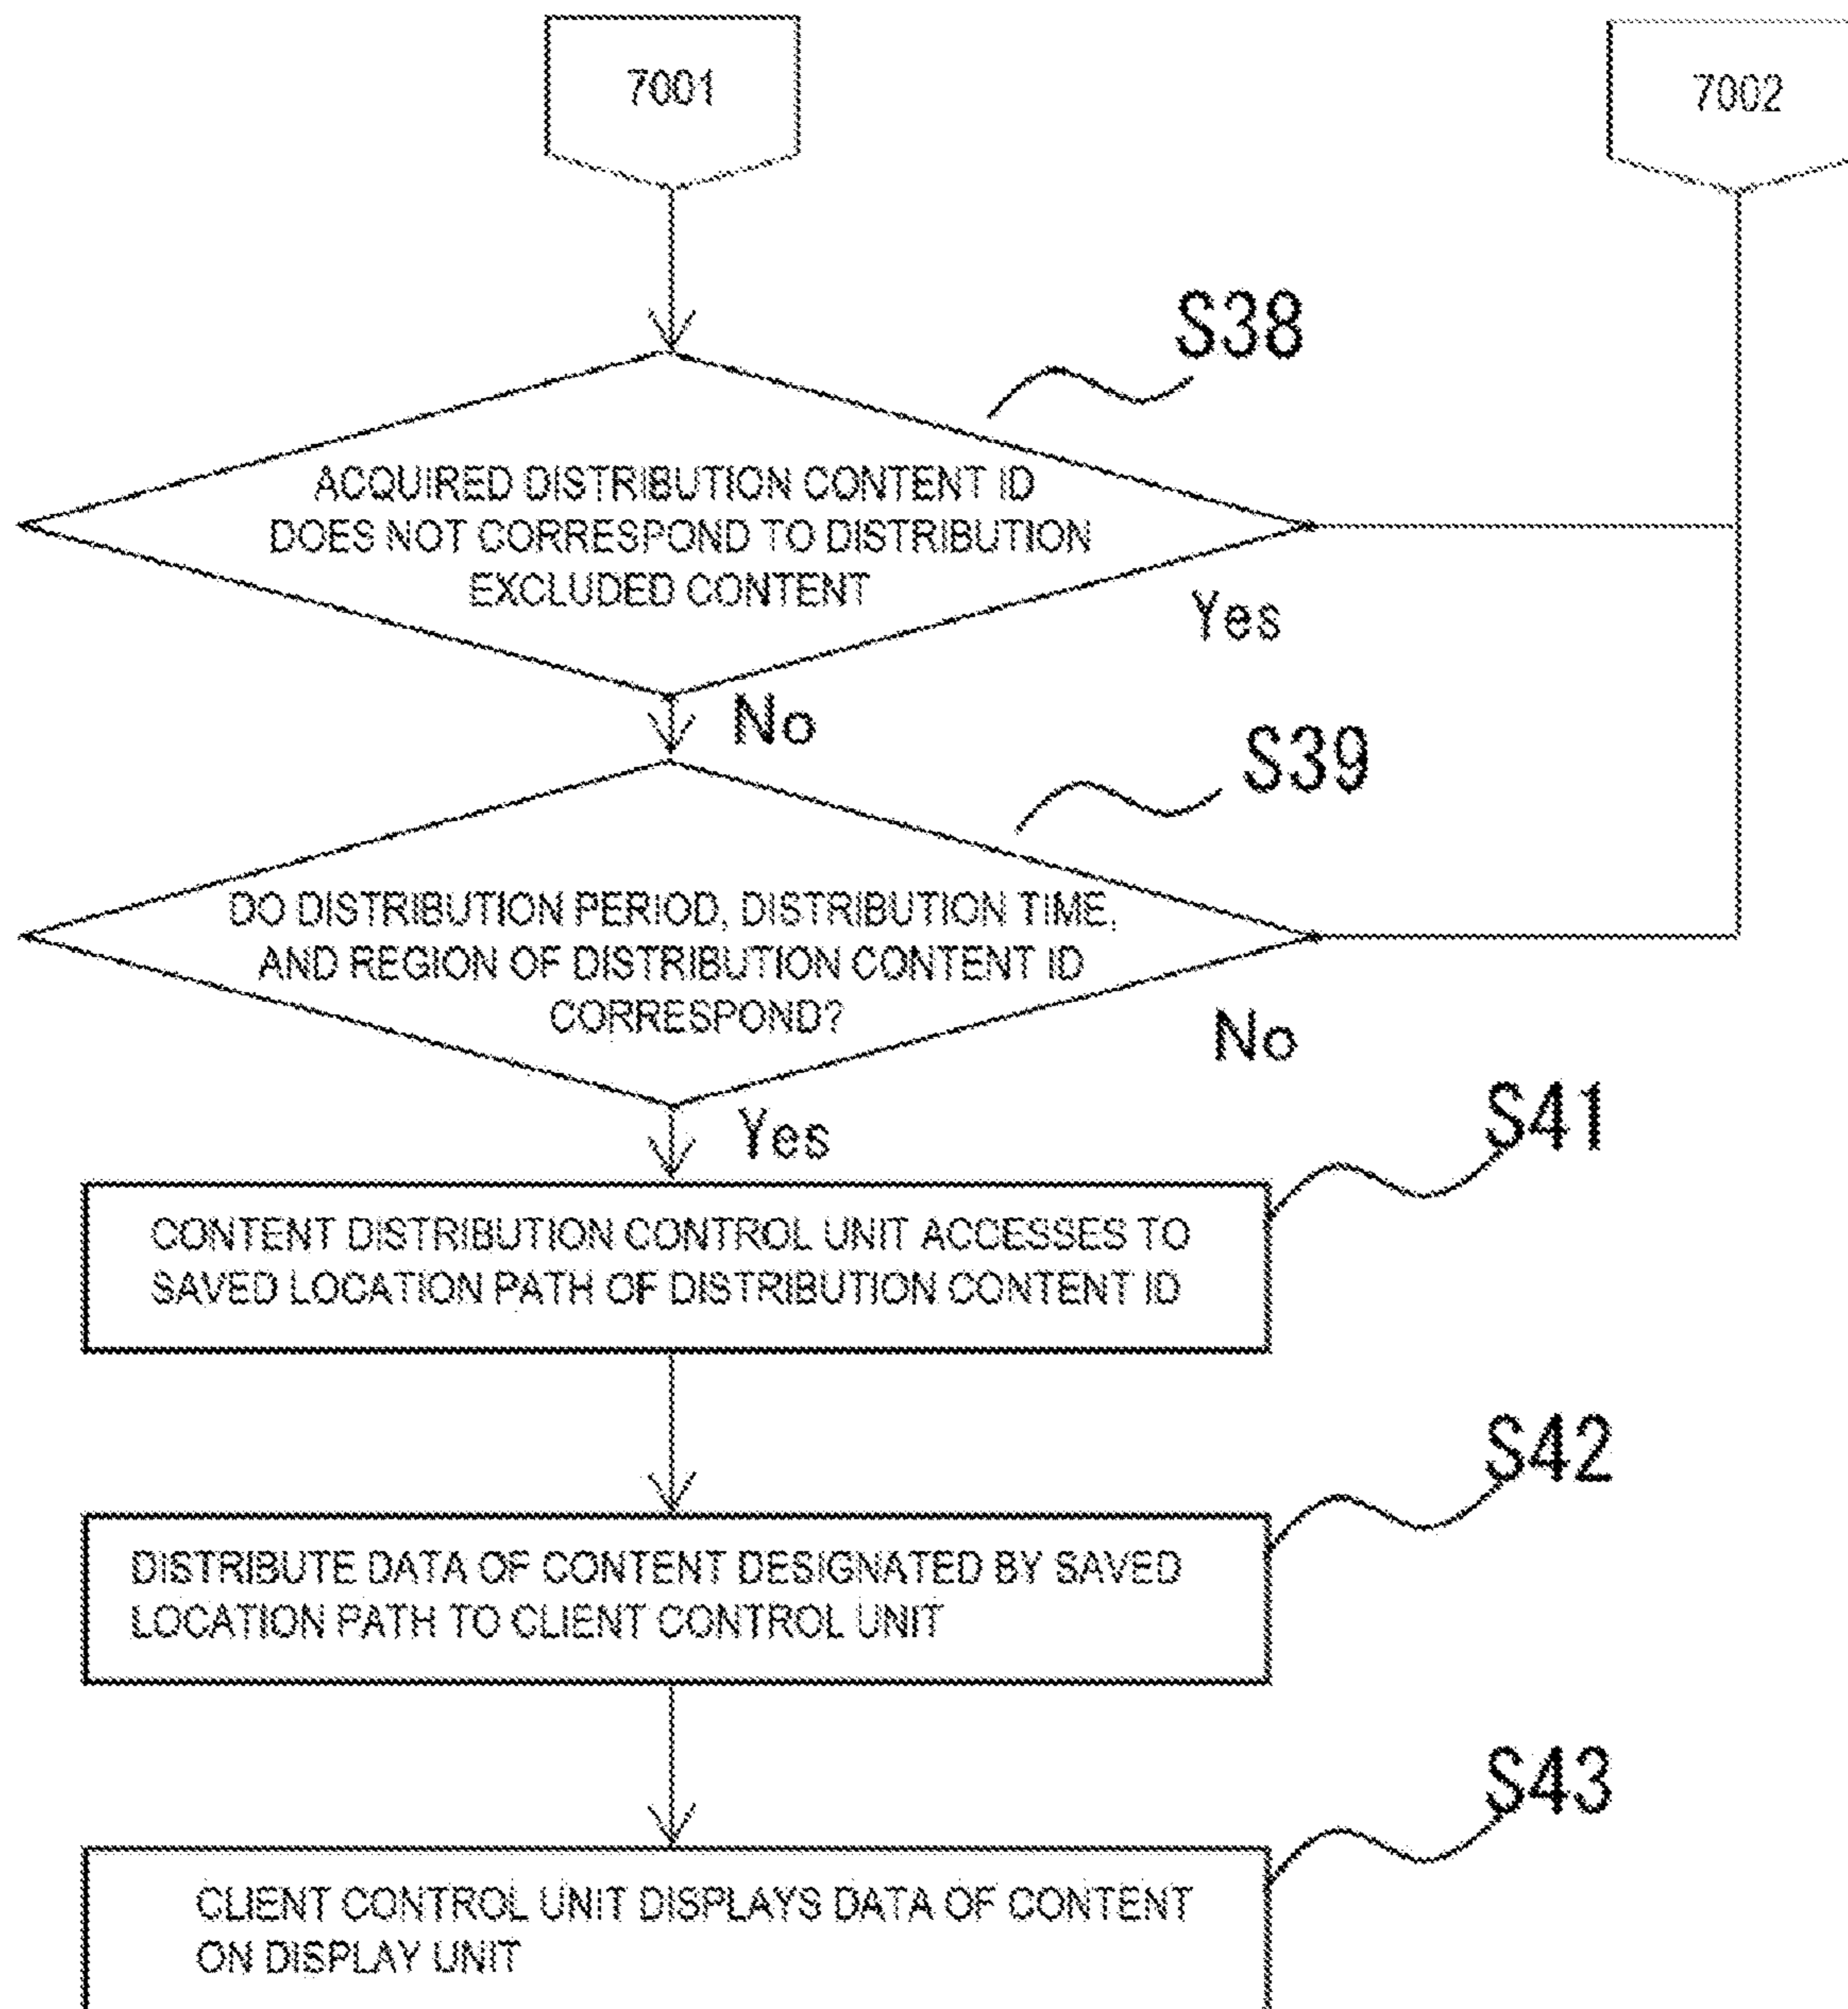 7001
7002
S38
ACQUIRED DISTRIBUTION CONTENT ID
DOES NOT CORRESPOND TO DISTRIBUTION
EXCLUDED CONTENT
Yes
No
S39
DO DISTRIBUTION PERIOD, DISTRIBUTION TIME,
AND REGION OF DISTRIBUTION CONTENT ID
CORRESPOND?
No
Yes
S41
CONTENT DISTRIBUTION CONTROL UNIT ACCESSES TO
SAVED LOCATION PATH OF DISTRIBUTION CONTENT ID
S42
DISTRIBUTE DATA OF CONTENT DESIGNATED BY SAVED
LOCATION PATH TO CLIENT CONTROL UNIT
S43
CLIENT CONTROL UNIT DISPLAYS DATA OF CONTENT
ON DISPLAY UNIT